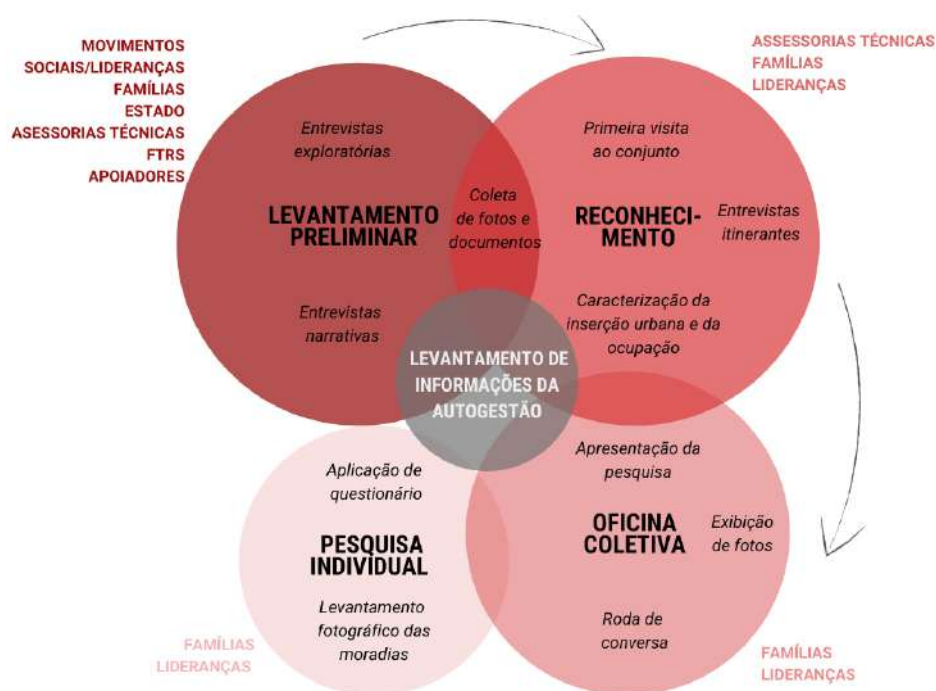 MOVIMENTOS
SOCIAIS/LIDERANÇAS
FAMÍLIAS
ESTADO
ASESSORIAS TÉCNICAS
FTRS
APOIADORES
Entrevistas
exploratórias
LEVANTAMENTO
PRELIMINAR
Entrevistas
narrativas
Coleta
de fotos e
documentos
ASSESSORIAS TÉCNICAS
FAMÍLIAS
LIDERANÇAS
Primeira visita
ao conjunto
RECONHECI-
MENTO
Entrevistas
itinerantes
Caracterização da
inserção urbana e da
ocupação
LEVANTAMENTO DE
INFORMAÇÕES DA
AUTOGESTÃO
Apresentação da
pesquisa
OFICINA
COLETIVA
Exibição
de fotos
Roda de
conversa
FAMÍLIAS
LIDERANÇAS
Aplicação de
questionário
PESQUISA
INDIVIDUAL
Levantamento
fotográfico das
moradias
FAMÍLIAS
LIDERANÇAS